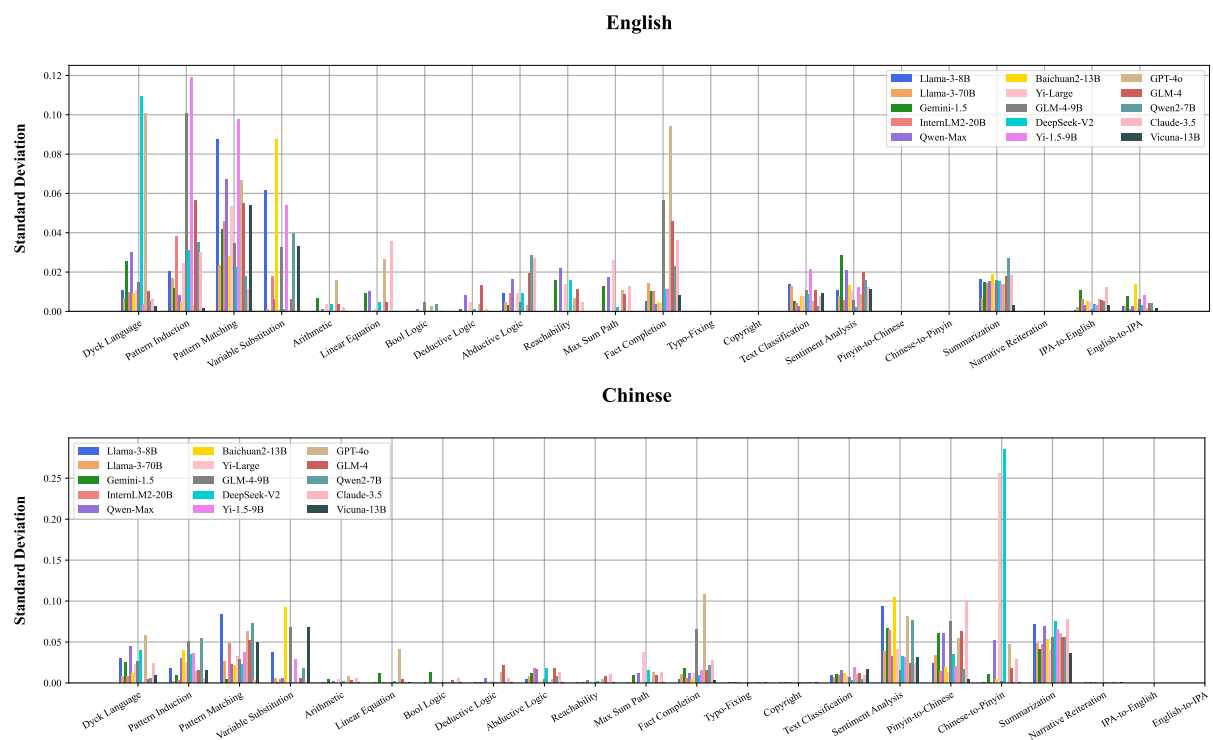 English
Standard Deviation
0.12
0.10
0.08
0.06
0.04
0.02
0.00
Llama-3-8B
Llama-3-70B
Gemini-1.5
InternLM2-20B
Qwen-Max
Baichuan2-13B
Yi-Large
GLM-4-9B
DeepSeek-V2
Yi-1.5-9B
GPT-4o
GLM-4
Qwen2-7B
Claude-3.5
Vicuna-13B
Dyck Language
Pattern Induction
Pattern Matching
Variable Substitution
Arithmetic
Linear Equation
Bool Logic
Deductive Logic
Abductive Logic
Reachability
Max Sum Path
Fact Completion
Typo-Fixing
Copyright
Text Classification
Sentiment Analysis
Pinyin-to-Chinese
Chinese-to-Pinyin
Summarization
Narrative Reiteration
IPA-to-English
English-to-IPA
Chinese
Standard Deviation
0.25
0.20
0.15
0.10
0.05
0.00
Llama-3-8B
Llama-3-70B
Gemini-1.5
InternLM2-20B
Qwen-Max
Baichuan2-13B
Yi-Large
GLM-4-9B
DeepSeek-V2
Yi-1.5-9B
GPT-4o
GLM-4
Qwen2-7B
Claude-3.5
Vicuna-13B
Dyck Language
Pattern Induction
Pattern Matching
Variable Substitution
Arithmetic
Linear Equation
Bool Logic
Deductive Logic
Abductive Logic
Reachability
Max Sum Path
Fact Completion
Typo-Fixing
Copyright
Text Classification
Sentiment Analysis
Pinyin-to-Chinese
Chinese-to-Pinyin
Summarization
Narrative Reiteration
IPA-to-English
English-to-IPA